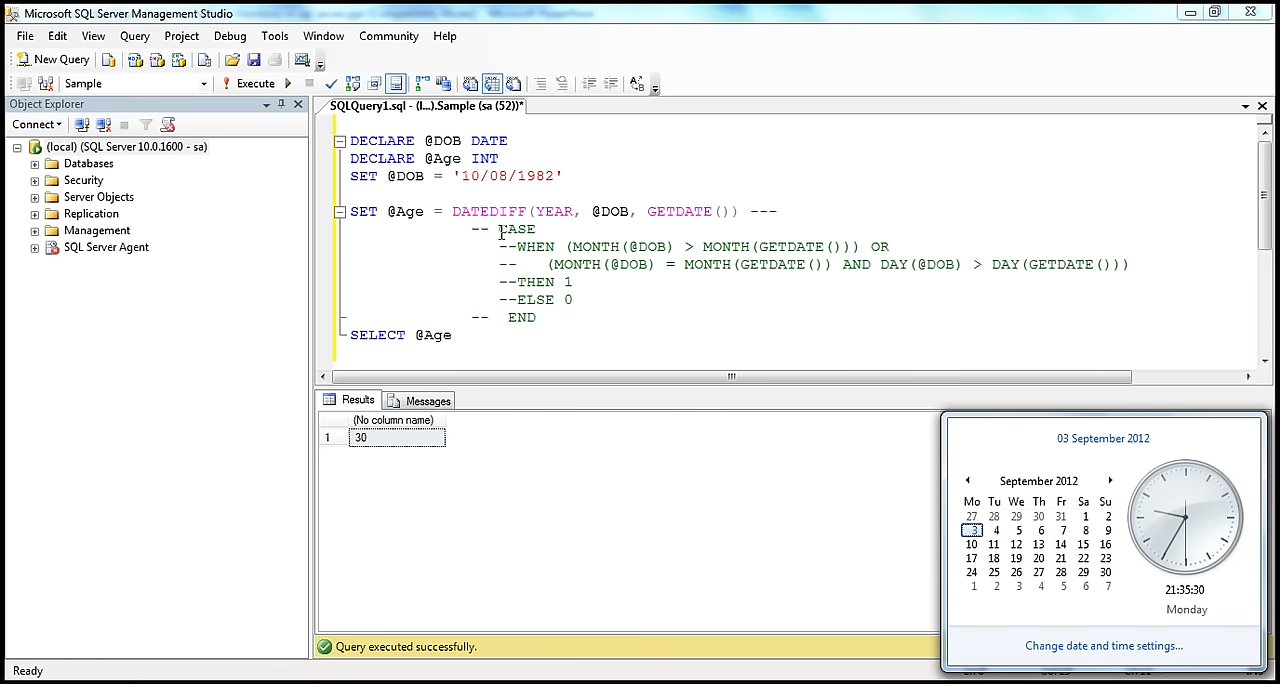 Microsoft SQL Server Management Studio
File Edit View Query Project Debug Tools Window Community Help
New Query
Sample Execute
Object Explorer
Connect
(local) (SQL Server 10.0.1600 - sa)
Databases
Security
Server Objects
Replication
Management
SQL Server Agent
SQLQuery1.sql - (l...).Sample (sa (52))*
DECLARE @DOB DATE
DECLARE @Age INT
SET @DOB = '10/08/1982'
SET @Age = DATEDIFF(YEAR, @DOB, GETDATE()) ---
-- CASE
--WHEN (MONTH(@DOB) > MONTH(GETDATE())) OR
-- (MONTH(@DOB) = MONTH(GETDATE()) AND DAY(@DOB) > DAY(GETDATE()))
--THEN 1
--ELSE 0
-- END
SELECT @Age
Results Messages
(No column name)
1 30
Query executed successfully.
03 September 2012
September 2012
Mo Tu We Th Fr Sa Su
27 28 29 30 31 1 2
3 4 5 6 7 8 9
10 11 12 13 14 15 16
17 18 19 20 21 22 23
24 25 26 27 28 29 30
1 2 3 4 5 6 7
21:35:30
Monday
Change date and time settings...
Ready